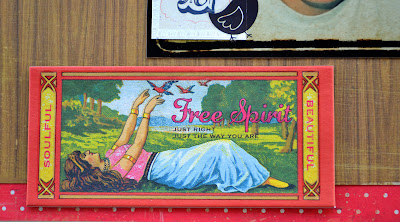 Free Spirit
JUST RIGHT
JUST THE WAY YOU ARE
SOULFUL
BEAUTIFUL